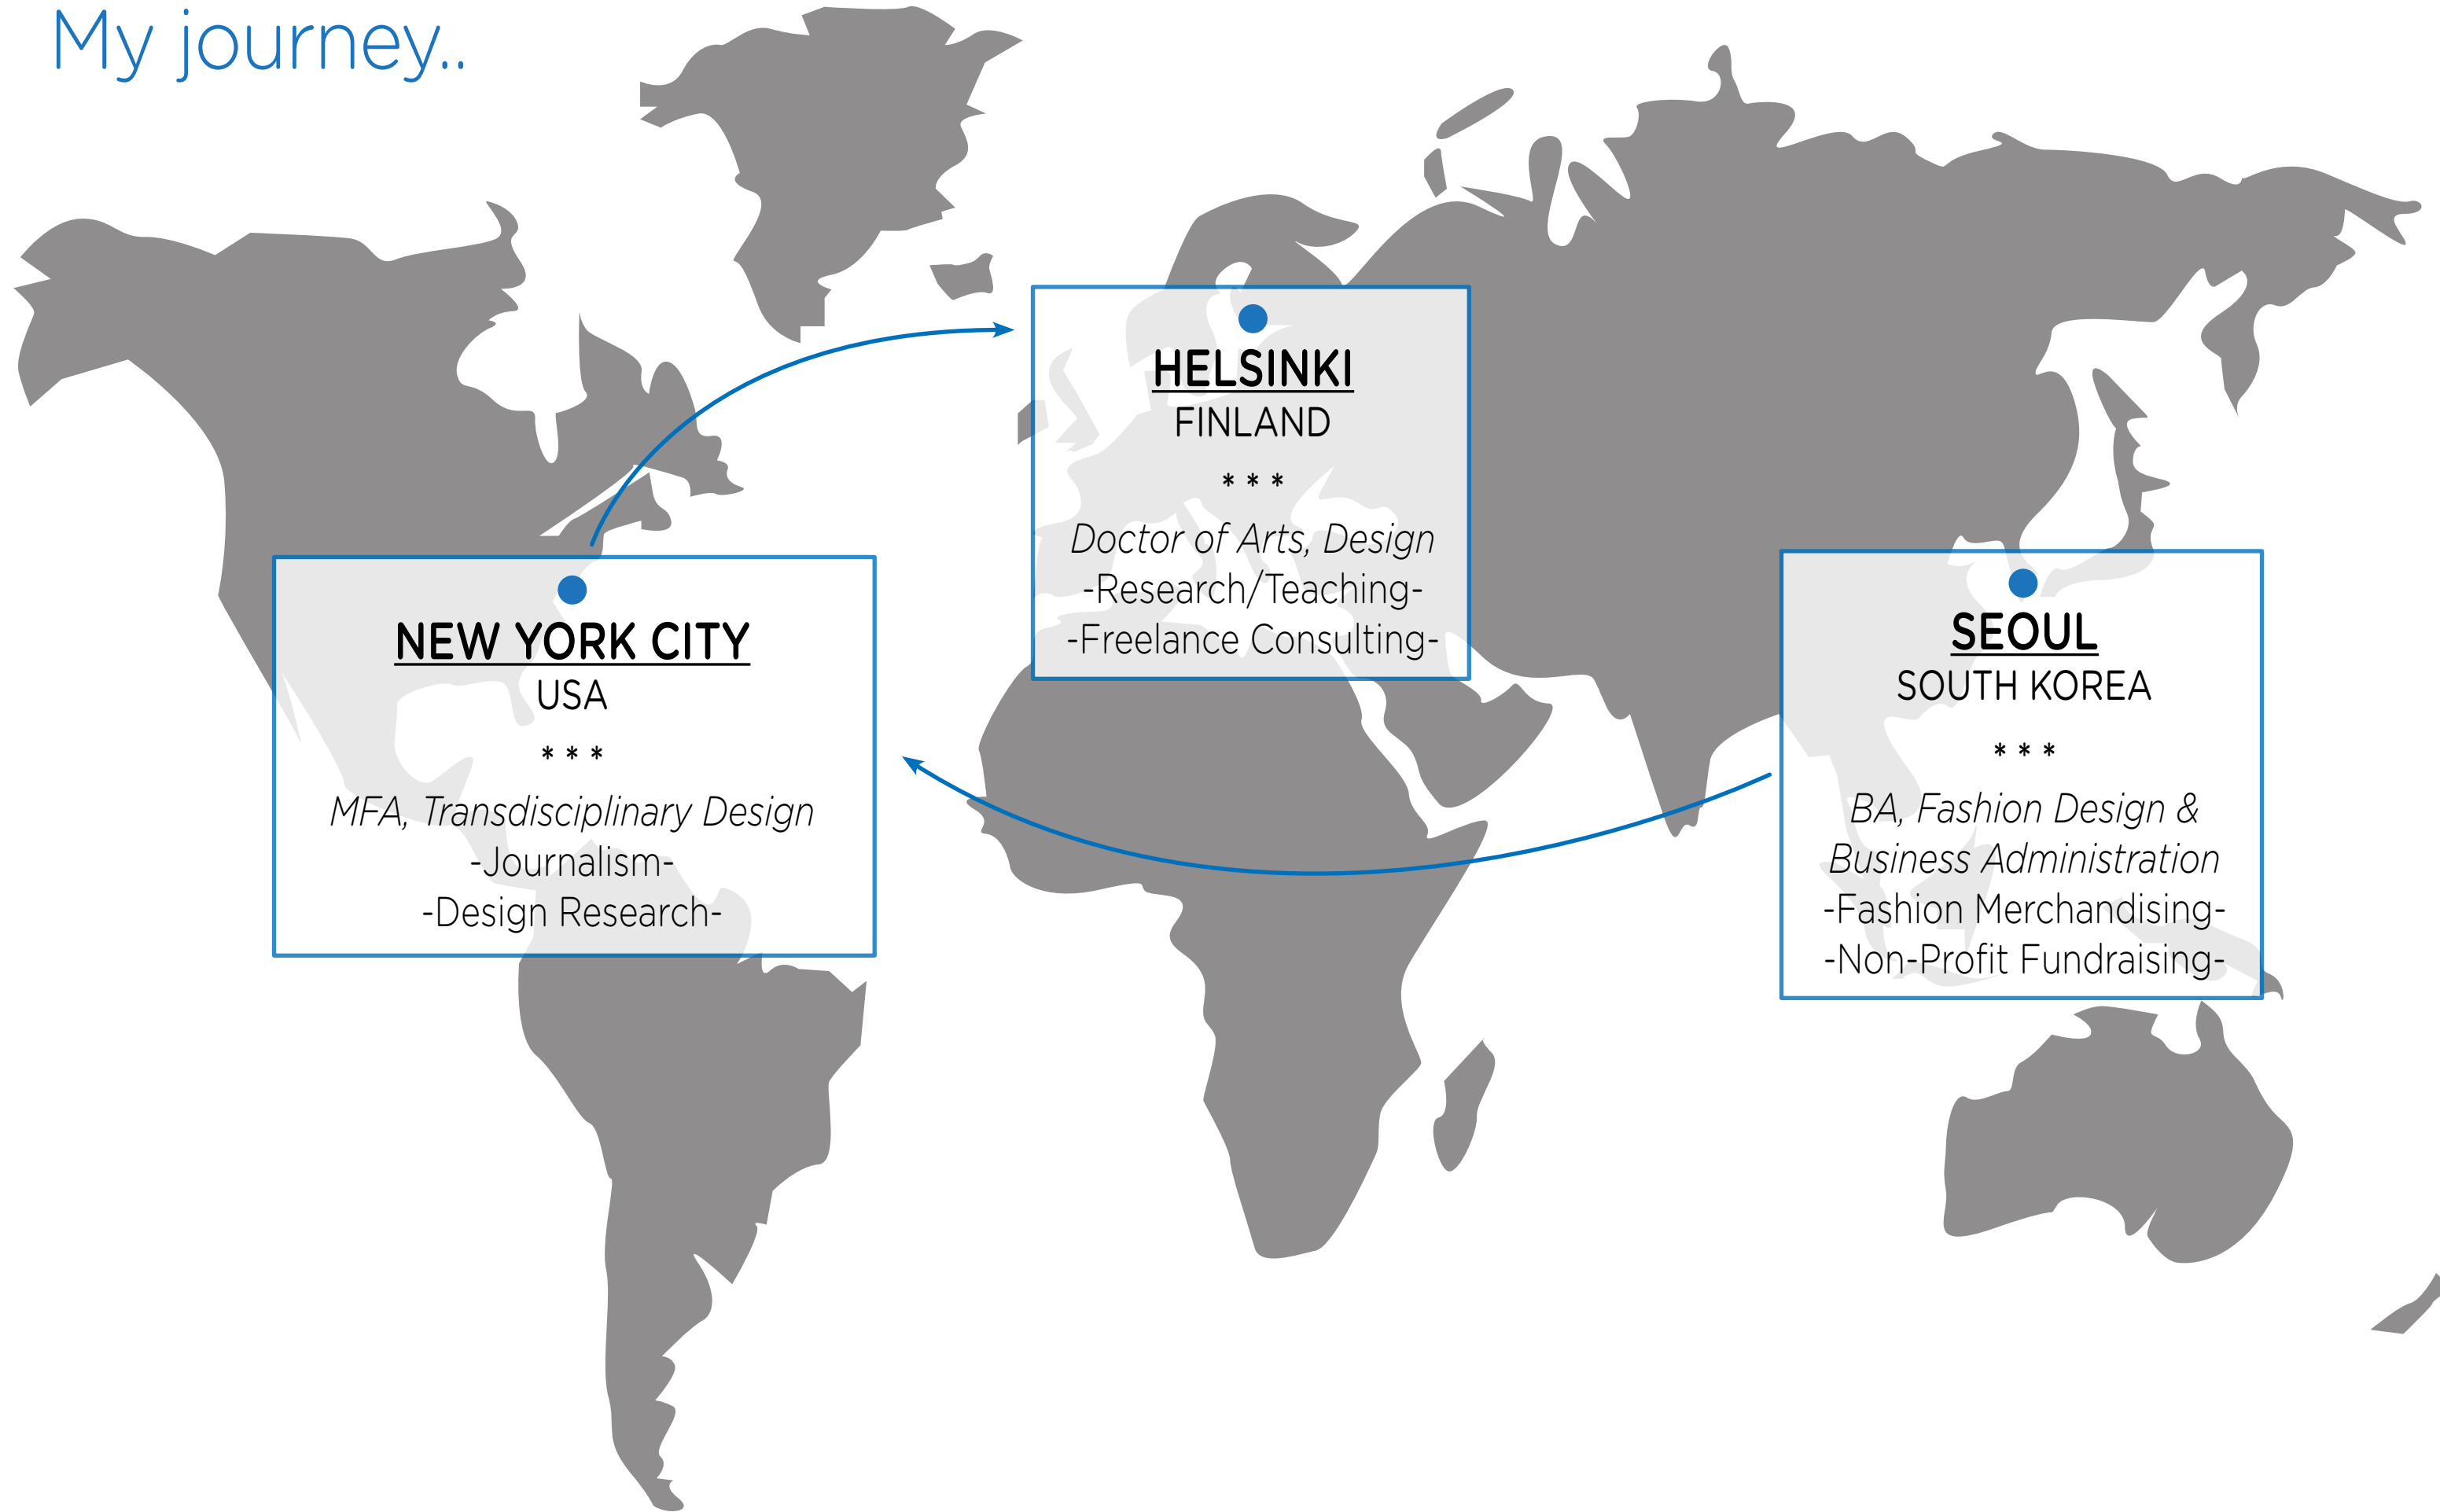 My journey..
HELSINKI
FINLAND
* * *
Doctor of Arts, Design
-Research/Teaching-
-Freelance Consulting-
NEW YORK CITY
USA
* * *
MFA, Transdisciplinary Design
-Journalism-
-Design Research-
SEOUL
SOUTH KOREA
* * *
BA, Fashion Design &
Business Administration
-Fashion Merchandising-
-Non-Profit Fundraising-